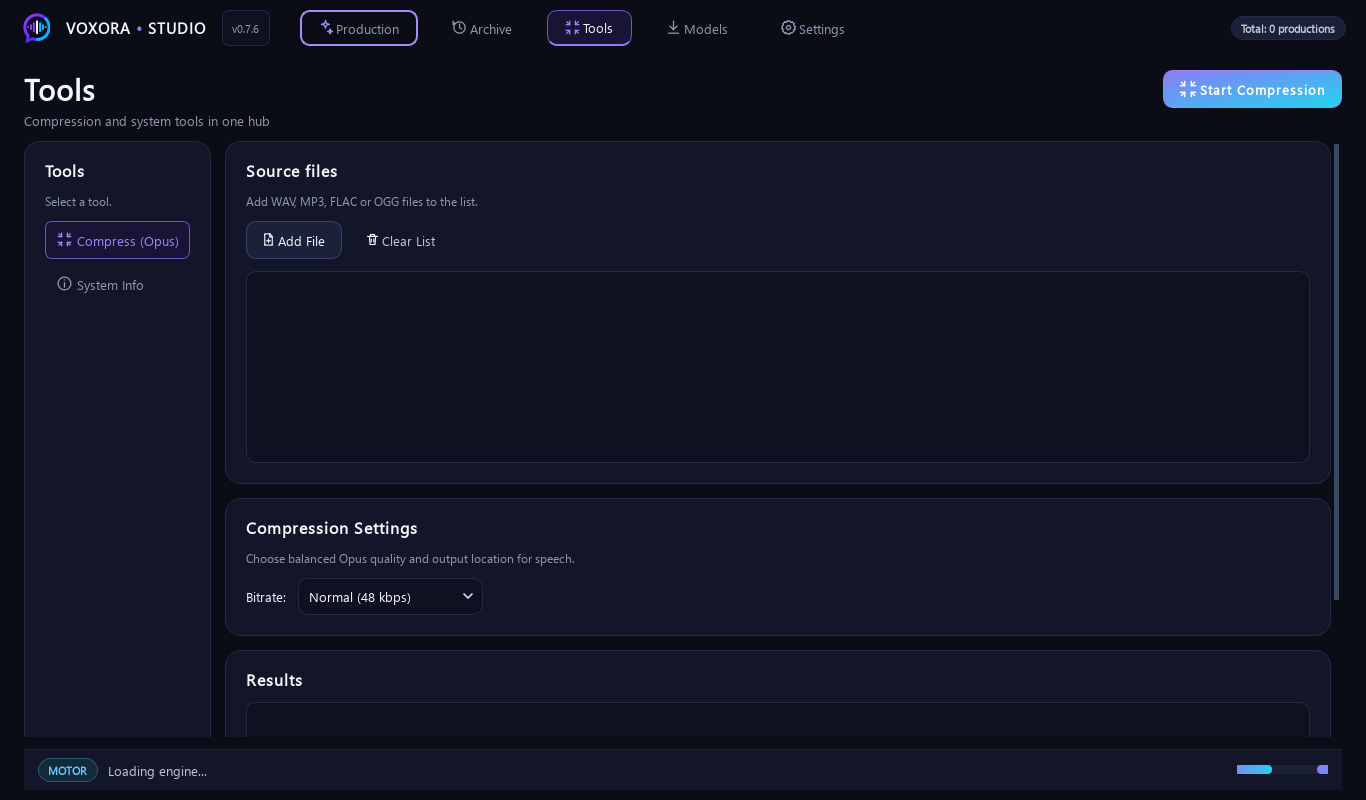 VOXORA • STUDIO v0.7.6 Production Archive Tools Models Settings Total: 0 productions
Tools
Start Compression
Compression and system tools in one hub
Tools
Select a tool.
Compress (Opus)
System Info
Source files
Add WAV, MP3, FLAC or OGG files to the list.
Add File Clear List
Compression Settings
Choose balanced Opus quality and output location for speech.
Bitrate: Normal (48 kbps)
Results
MOTOR Loading engine...